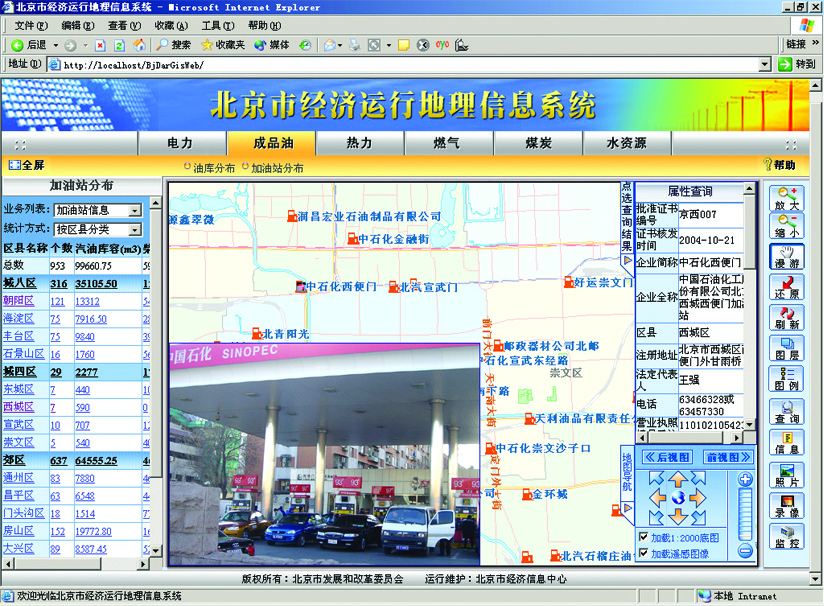 北京市经济运行地理信息系统 - Microsoft Internet Explorer
文件(F) 编辑(E) 查看(V) 收藏(A) 工具(T) 帮助(H)
后退 搜索 收藏夹 媒体 链接 »
地址(D) http://localhost/BjDarGisWeb/ 转到
北京市经济运行地理信息系统
电力 成品油 热力 燃气 煤炭 水资源
全屏 油库分布 加油站分布 帮助
加油站分布
业务列表: 加油站信息
统计方式: 按区县分类
区县名称 个数 汽油库容(m3)
总数 953 99660.75
城八区 316 35105.50
朝阳区 121 13312
海淀区 75 7916.50
丰台区 75 9840
石景山区 16 1760
城四区 29 2277
东城区 7 440
西城区 7 590
宣武区 10 707
崇文区 5 540
郊区 637 64555.25
通州区 83 7880
昌平区 63 6548
门头沟区 18 1514
房山区 152 19772.80
大兴区 89 8587.45
源鑫翠微
润昌宏业石油制品有限公司
中石化金融街
中石化西便门
北汽宣武门
好运崇文门
北青阳光
邮政器材公司北邮
中石化宣武东经路
崇文区
前门大街
天桥南大街
天利油品有限责任
中石化崇文沙子口
金环城
北汽石榴庄油
中国石化 SINOPEC
93# 93# 93# 93#
点选查询结果
地图导航
属性查询
批准证书编号 京西007
证书核发时间 2004-10-21
企业简称 中石化西便门
企业全称 中国石油化工股份有限公司北京西城西便门加油站
区县 西城区
注册地址 北京市西城区西便门外甘雨桥
法定代表人 王强
电话 63466328或63457330
营业执照 110102105423
《后视图 前视图》
加载1:2000底图
加载遥感图像
放大
缩小
漫游
还原
刷新
图层
图例
查询
信息
照片
录像
监控
版权所有：北京市发展和改革委员会 运行维护：北京市经济信息中心
欢迎光临北京市经济运行地理信息系统 本地 Intranet